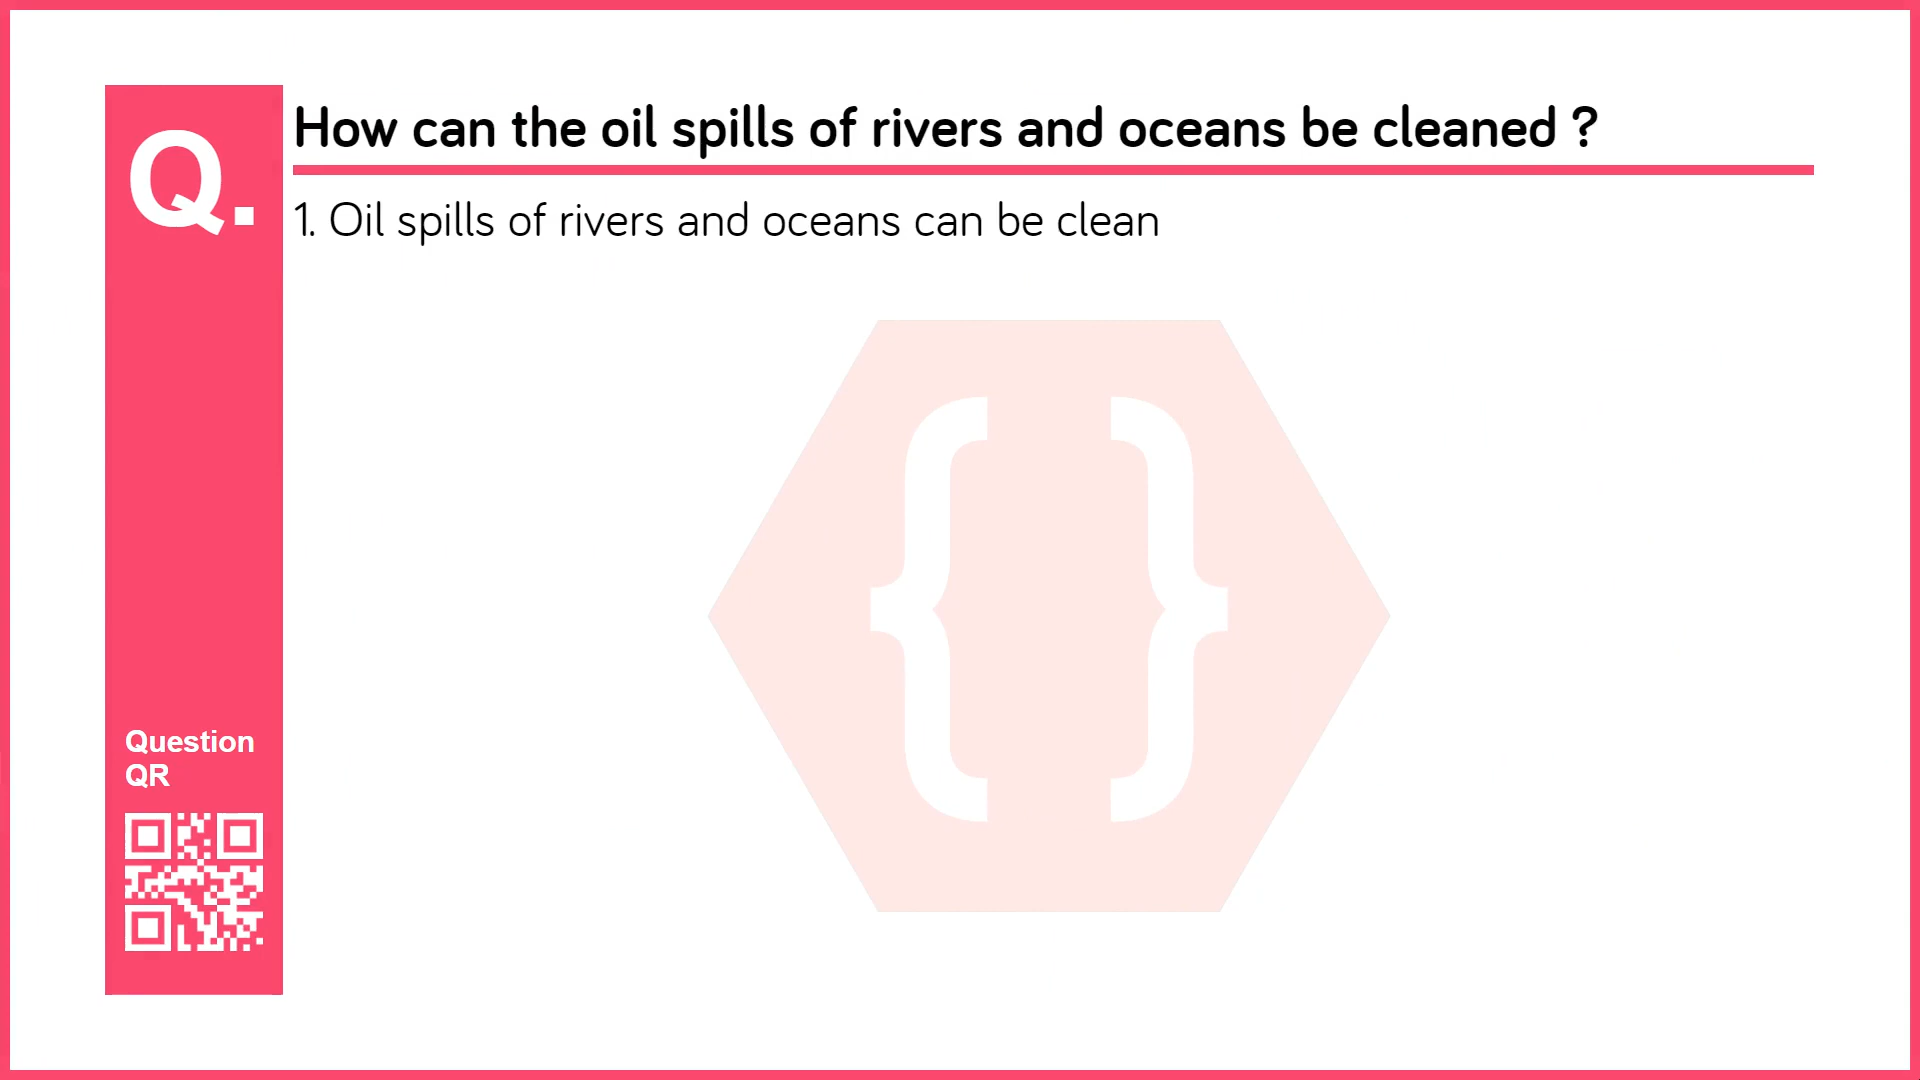 Q.
How can the oil spills of rivers and oceans be cleaned ?
1. Oil spills of rivers and oceans can be clean
{ }
Question
QR